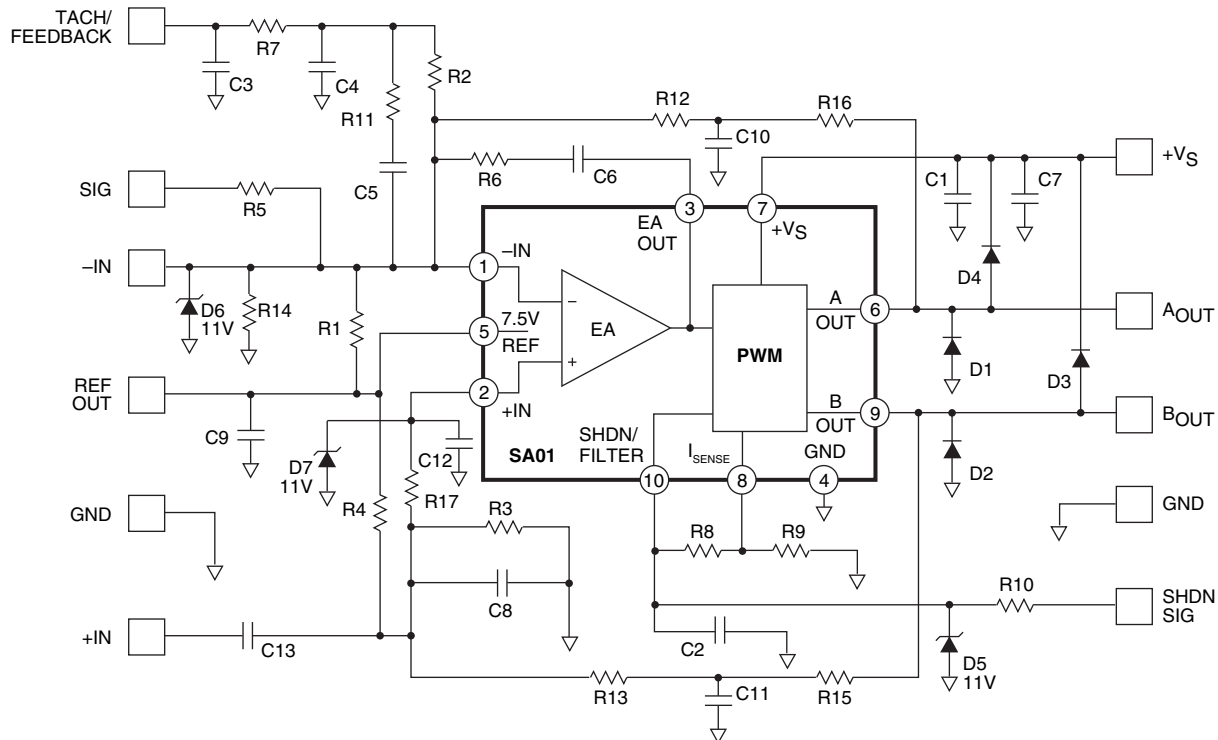 TACH/
FEEDBACK
R7
C3
C4
R2
R11
R12
R16
C10
+VS
SIG
R5
C5
R6
C6
C1
C7
3
7
EA
OUT
+VS
–IN
–IN
1
D4
D6
11V
R14
R1
7.5V
REF
5
–
EA
+
PWM
A
OUT
6
AOUT
D1
D3
REF
OUT
2
+IN
B
OUT
9
BOUT
C9
D7
11V
C12
SA01
SHDN/
FILTER
ISENSE
GND
D2
10
8
4
R4
R17
GND
R3
R8
R9
GND
C8
R10
SHDN
SIG
+IN
C13
C2
D5
11V
R13
C11
R15